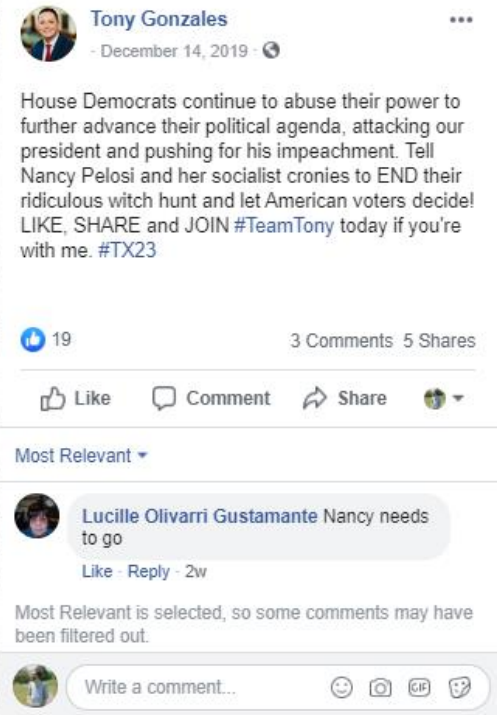 Tony Gonzales
· December 14, 2019 ·
House Democrats continue to abuse their power to
further advance their political agenda, attacking our
president and pushing for his impeachment. Tell
Nancy Pelosi and her socialist cronies to END their
ridiculous witch hunt and let American voters decide!
LIKE, SHARE and JOIN #TeamTony today if you're
with me. #TX23
19 3 Comments 5 Shares
Like Comment Share
Most Relevant
Lucille Olivarri Gustamante Nancy needs
to go
Like · Reply · 2w
Most Relevant is selected, so some comments may have
been filtered out.
Write a comment... GIF